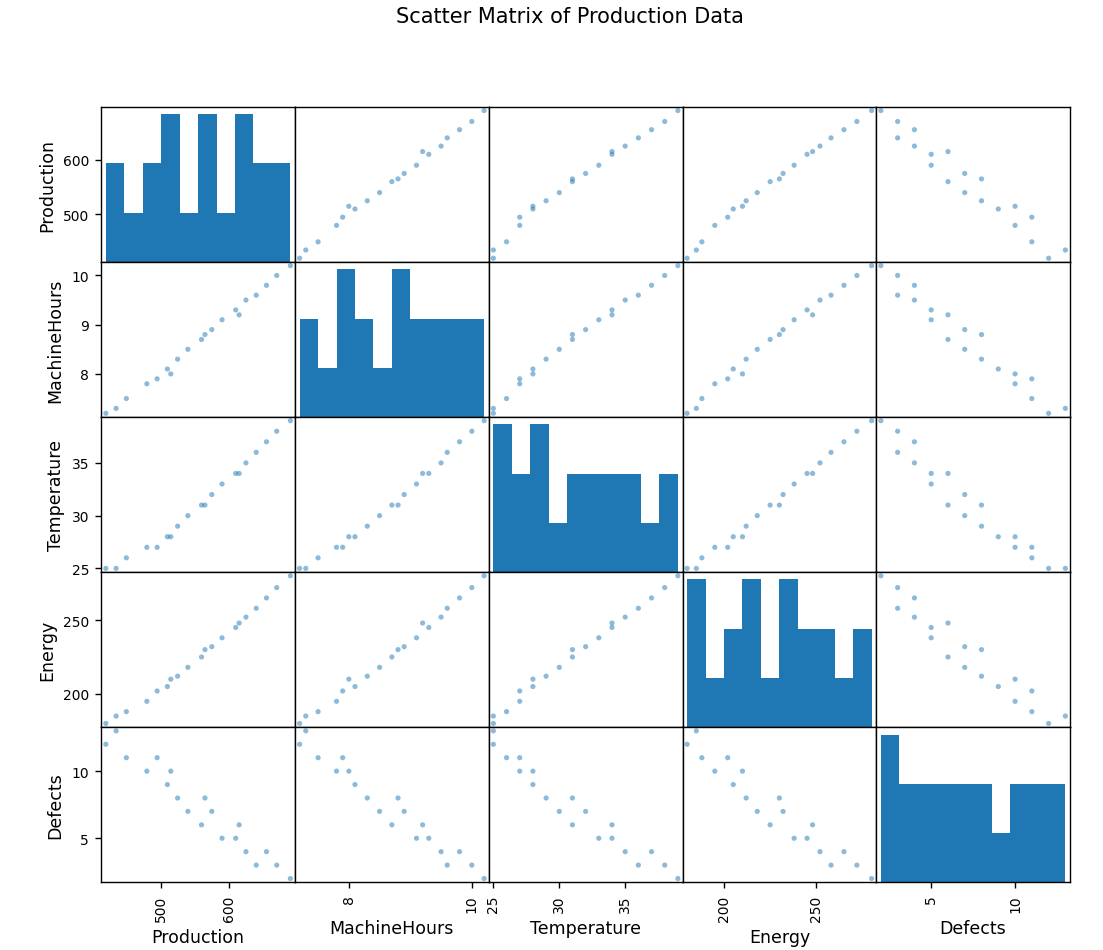 Scatter Matrix of Production Data
Production
600
500
MachineHours
10
9
8
Temperature
35
30
25
Energy
250
200
Defects
10
5
500
600
8
10
25
30
35
200
250
5
10
Production
MachineHours
Temperature
Energy
Defects